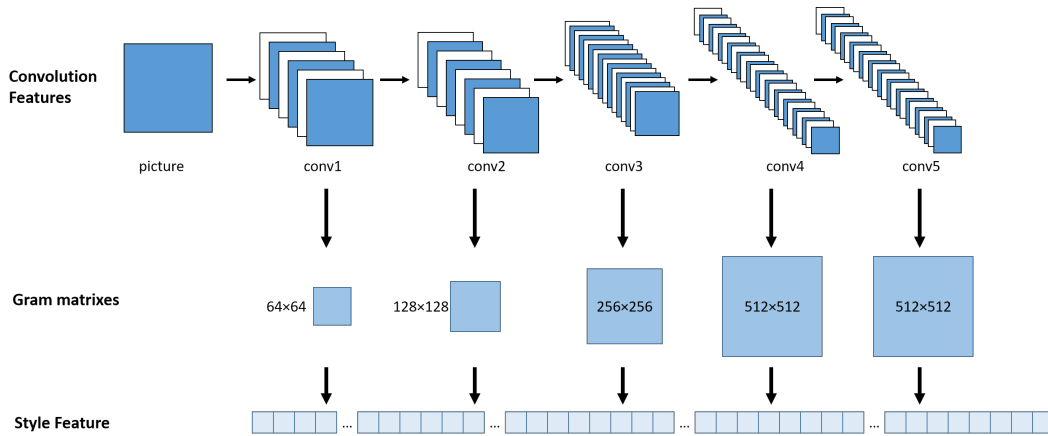 Convolution
Features
picture
conv1
conv2
conv3
conv4
conv5
Gram matrixes
64×64
128×128
256×256
512×512
512×512
Style Feature
...
...
...
...